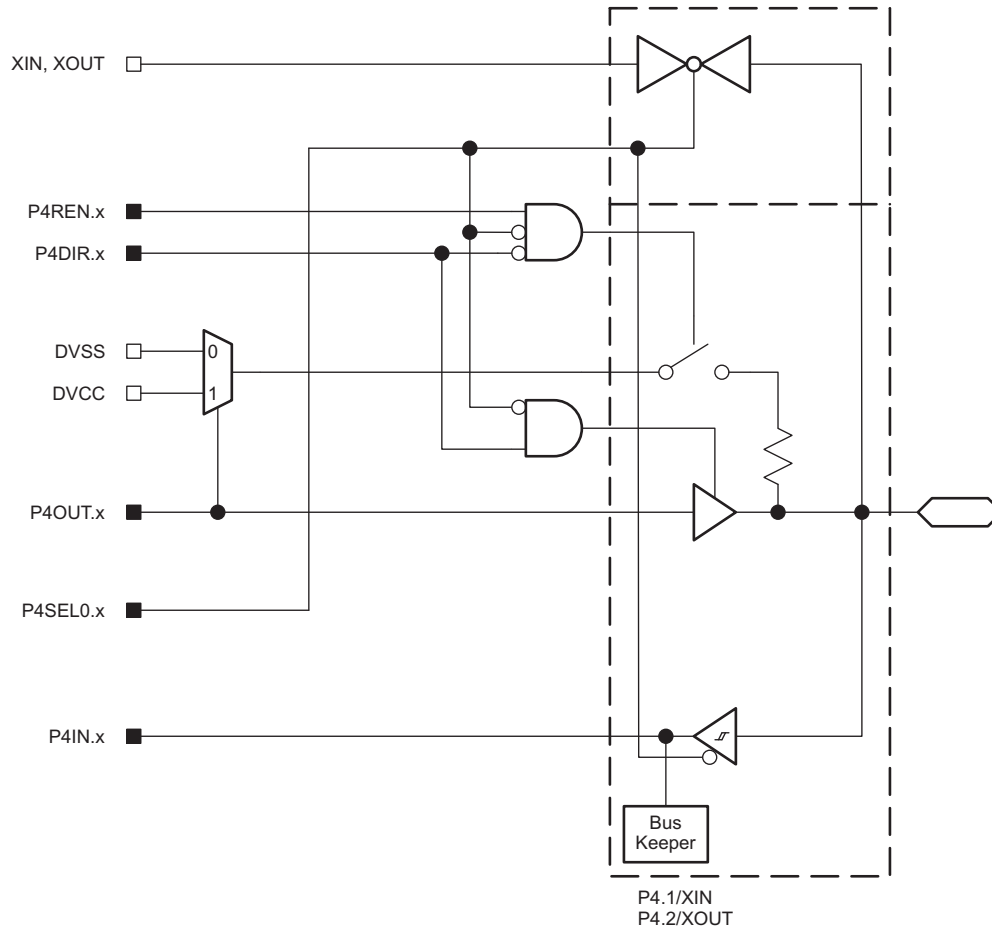 XIN, XOUT
P4REN.x
P4DIR.x
DVSS
0
DVCC
1
P4OUT.x
P4SEL0.x
P4IN.x
Bus
Keeper
P4.1/XIN
P4.2/XOUT